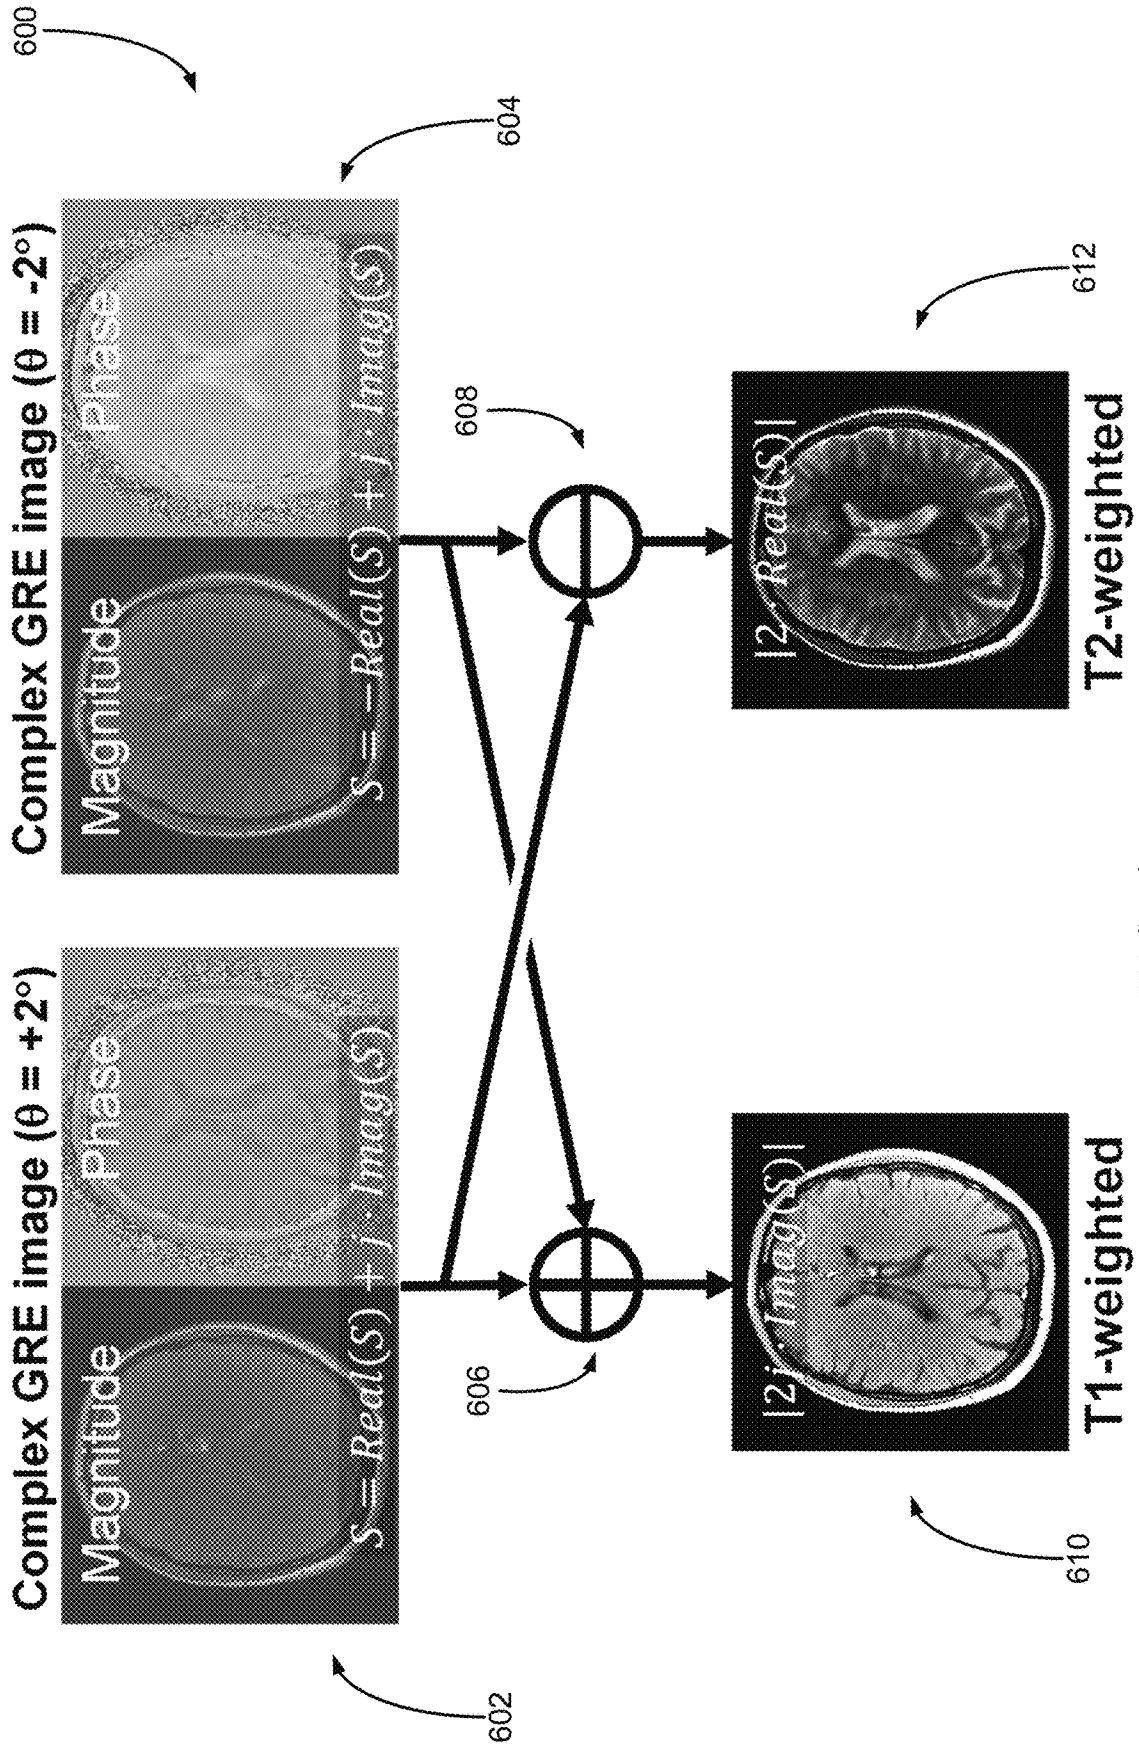 600
Complex GRE image (θ = +2°)
Complex GRE image (θ = -2°)
Magnitude
Phase
Magnitude
Phase
S = Real(S) + j · Imag(S)
S = −Real(S) + j · Imag(S)
602
604
606
608
|2j · Imag(S)|
|2 · Real(S)|
T1-weighted
T2-weighted
610
612